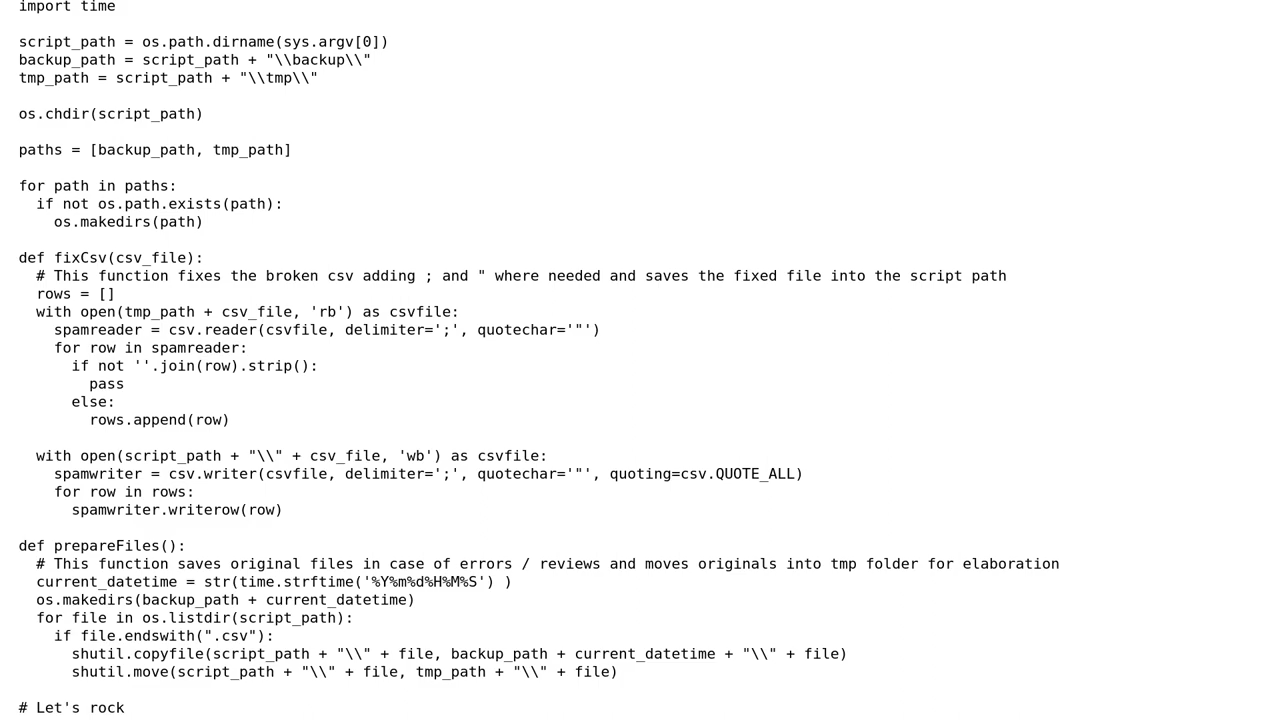 import time
script_path = os.path.dirname(sys.argv[0])
backup_path = script_path + "\\backup\\"
tmp_path = script_path + "\\tmp\\"
os.chdir(script_path)
paths = [backup_path, tmp_path]
for path in paths:
  if not os.path.exists(path):
    os.makedirs(path)
def fixCsv(csv_file):
  # This function fixes the broken csv adding ; and " where needed and saves the fixed file into the script path
  rows = []
  with open(tmp_path + csv_file, 'rb') as csvfile:
    spamreader = csv.reader(csvfile, delimiter=';', quotechar='"')
    for row in spamreader:
      if not ''.join(row).strip():
        pass
      else:
        rows.append(row)
  with open(script_path + "\\" + csv_file, 'wb') as csvfile:
    spamwriter = csv.writer(csvfile, delimiter=';', quotechar='"', quoting=csv.QUOTE_ALL)
    for row in rows:
      spamwriter.writerow(row)
def prepareFiles():
  # This function saves original files in case of errors / reviews and moves originals into tmp folder for elaboration
  current_datetime = str(time.strftime('%Y%m%d%H%M%S') )
  os.makedirs(backup_path + current_datetime)
  for file in os.listdir(script_path):
    if file.endswith(".csv"):
      shutil.copyfile(script_path + "\\" + file, backup_path + current_datetime + "\\" + file)
      shutil.move(script_path + "\\" + file, tmp_path + "\\" + file)
# Let's rock